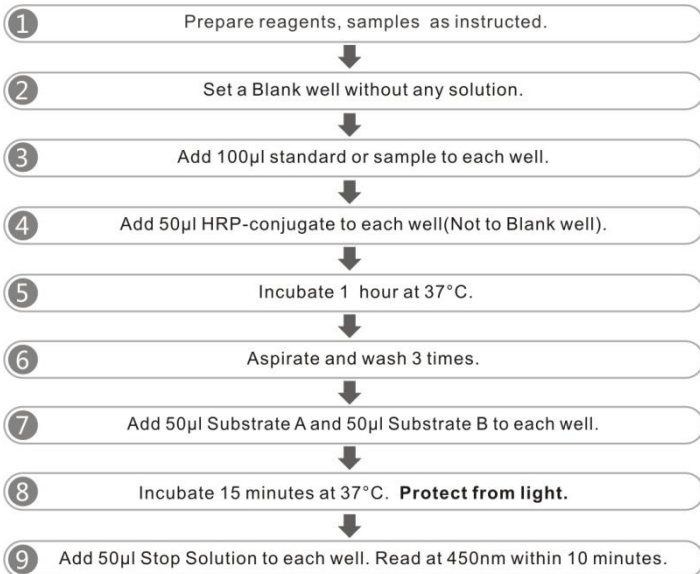 1 Prepare reagents, samples as instructed.
2 Set a Blank well without any solution.
3 Add 100μl standard or sample to each well.
4 Add 50μl HRP-conjugate to each well(Not to Blank well).
5 Incubate 1 hour at 37°C.
6 Aspirate and wash 3 times.
7 Add 50μl Substrate A and 50μl Substrate B to each well.
8 Incubate 15 minutes at 37°C. Protect from light.
9 Add 50μl Stop Solution to each well. Read at 450nm within 10 minutes.